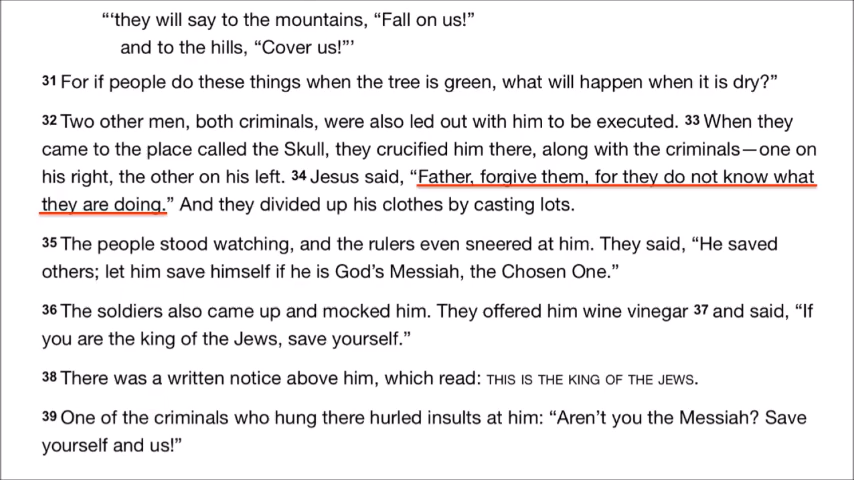 “‘they will say to the mountains, “Fall on us!”
and to the hills, “Cover us!”’
31 For if people do these things when the tree is green, what will happen when it is dry?”
32 Two other men, both criminals, were also led out with him to be executed. 33 When they
came to the place called the Skull, they crucified him there, along with the criminals—one on
his right, the other on his left. 34 Jesus said, “Father, forgive them, for they do not know what
they are doing.” And they divided up his clothes by casting lots.
35 The people stood watching, and the rulers even sneered at him. They said, “He saved
others; let him save himself if he is God’s Messiah, the Chosen One.”
36 The soldiers also came up and mocked him. They offered him wine vinegar 37 and said, “If
you are the king of the Jews, save yourself.”
38 There was a written notice above him, which read: THIS IS THE KING OF THE JEWS.
39 One of the criminals who hung there hurled insults at him: “Aren’t you the Messiah? Save
yourself and us!”